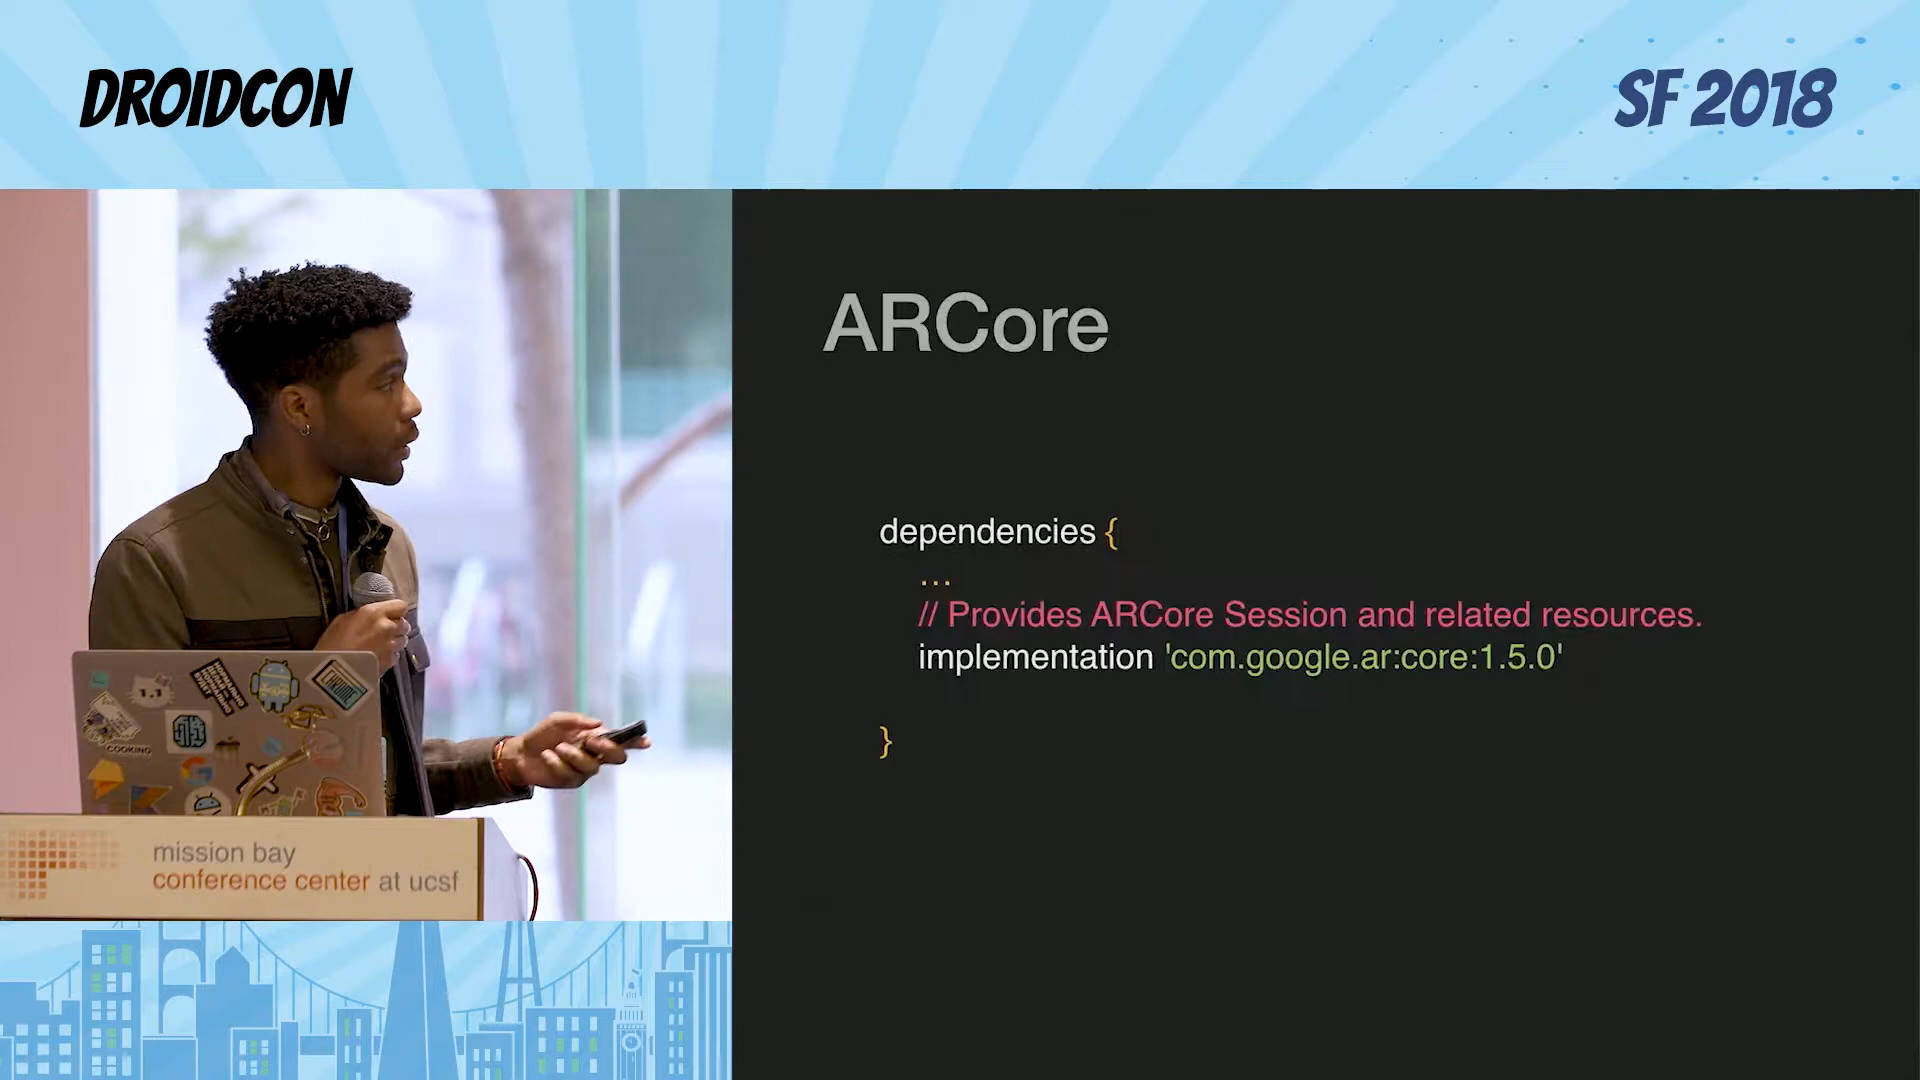 DROIDCON
SF 2018
ARCore
dependencies {
...
// Provides ARCore Session and related resources.
implementation 'com.google.ar:core:1.5.0'
}
COOKING
mission bay
conference center at ucsf